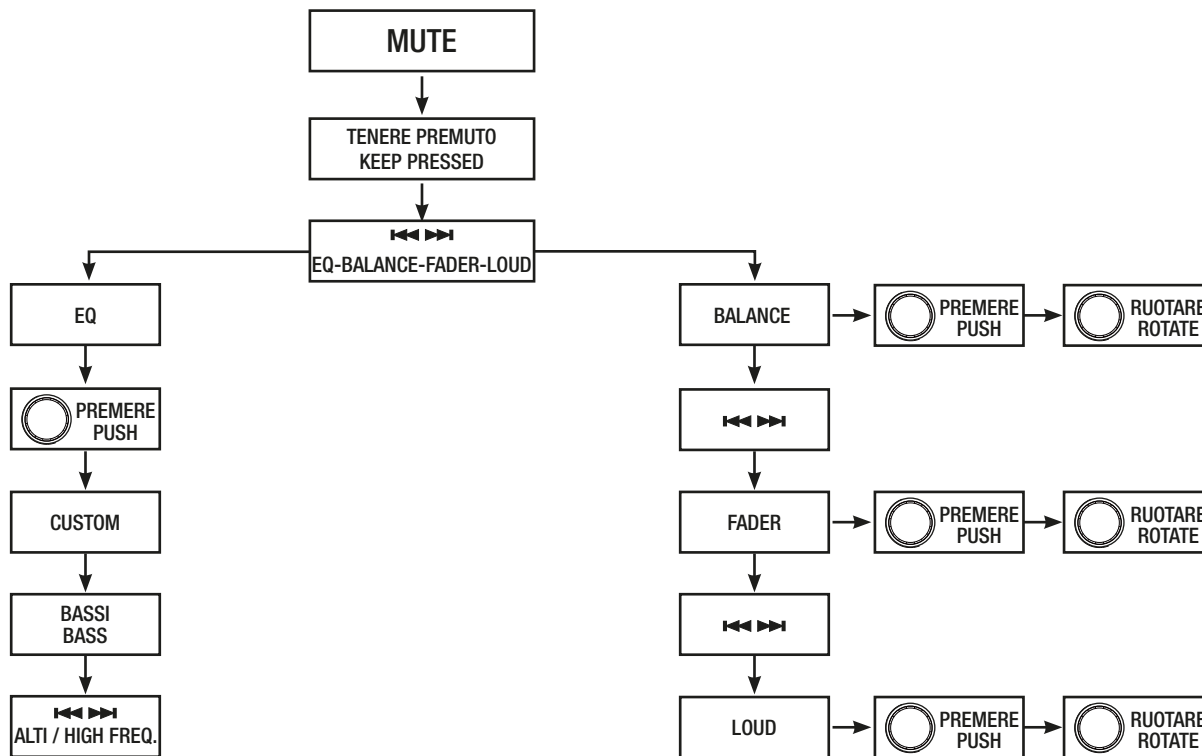 MUTE
TENERE PREMUTO
KEEP PRESSED
EQ-BALANCE-FADER-LOUD
EQ
PREMERE
PUSH
CUSTOM
BASSI
BASS
ALTI / HIGH FREQ.
BALANCE
PREMERE
PUSH
RUOTARE
ROTATE
FADER
PREMERE
PUSH
RUOTARE
ROTATE
LOUD
PREMERE
PUSH
RUOTARE
ROTATE